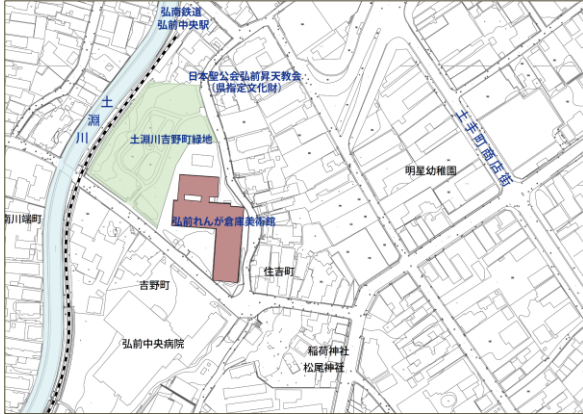 弘南鉄道
弘前中央駅
日本聖公会弘前昇天教会
（県指定文化財）
土淵川
土淵川吉野町緑地
土手町商店街
明星幼稚園
南川端町
弘前れんが倉庫美術館
住吉町
吉野町
弘前中央病院
稲荷神社
松尾神社